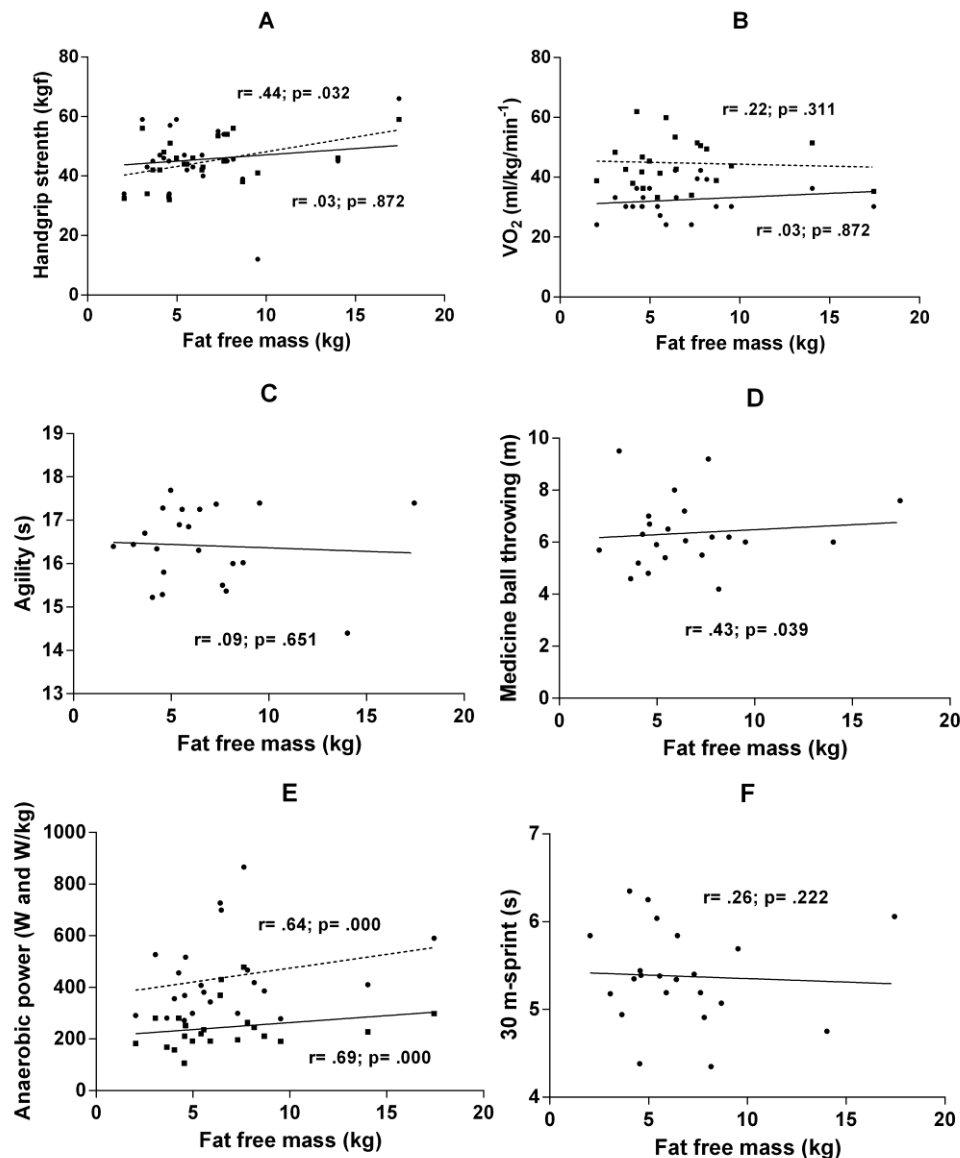 A
Handgrip strenth (kgf)
80
60
40
20
0
r= .44; p= .032
r= .03; p= .872
0 5 10 15 20
Fat free mass (kg)
B
VO₂ (ml/kg/min⁻¹)
80
60
40
20
0
r= .22; p= .311
r= .03; p= .872
0 5 10 15 20
Fat free mass (kg)
C
Agility (s)
19
18
17
16
15
14
13
r= .09; p= .651
0 5 10 15 20
Fat free mass (kg)
D
Medicine ball throwing (m)
10
8
6
4
2
0
r= .43; p= .039
0 5 10 15 20
Fat free mass (kg)
E
Anaerobic power (W and W/kg)
1000
800
600
400
200
0
r= .64; p= .000
r= .69; p= .000
0 5 10 15 20
Fat free mass (kg)
F
30 m-sprint (s)
7
6
5
4
r= .26; p= .222
0 5 10 15 20
Fat free mass (kg)